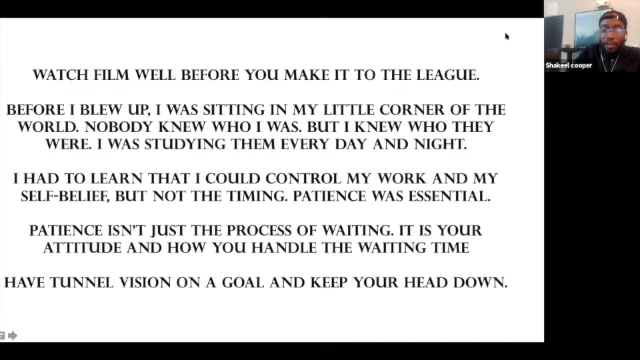 WATCH FILM WELL BEFORE YOU MAKE IT TO THE LEAGUE.
BEFORE I BLEW UP, I WAS SITTING IN MY LITTLE CORNER OF THE
WORLD. NOBODY KNEW WHO I WAS. BUT I KNEW WHO THEY
WERE. I WAS STUDYING THEM EVERY DAY AND NIGHT.
I HAD TO LEARN THAT I COULD CONTROL MY WORK AND MY
SELF-BELIEF, BUT NOT THE TIMING. PATIENCE WAS ESSENTIAL.
PATIENCE ISN'T JUST THE PROCESS OF WAITING. IT IS YOUR
ATTITUDE AND HOW YOU HANDLE THE WAITING TIME
HAVE TUNNEL VISION ON A GOAL AND KEEP YOUR HEAD DOWN.
Shakeel cooper